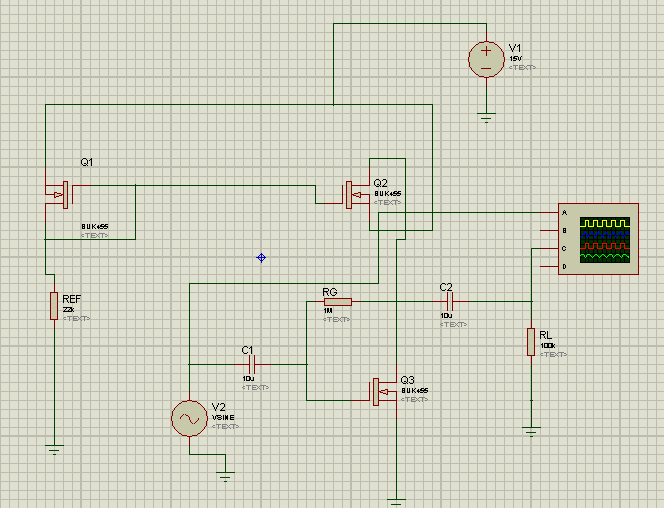 V1
15V
<TEXT>
Q1
Q2
BUK455
BUK455
A
B
C
D
REF
22k
<TEXT>
RG
1M
<TEXT>
C2
10u
<TEXT>
RL
100k
<TEXT>
C1
10u
<TEXT>
Q3
BUK455
<TEXT>
V2
VSINE
<TEXT>
<TEXT>
<TEXT>